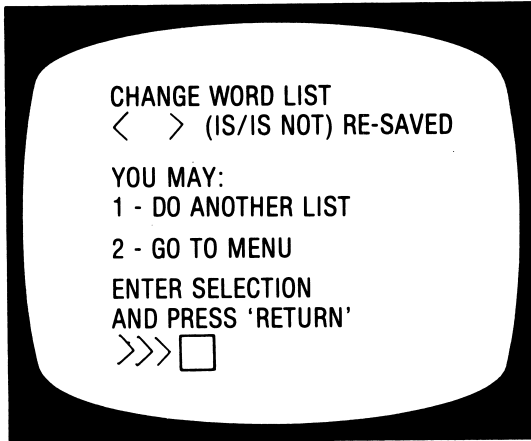 CHANGE WORD LIST
<   > (IS/IS NOT) RE-SAVED
YOU MAY:
1 - DO ANOTHER LIST
2 - GO TO MENU
ENTER SELECTION
AND PRESS ‘RETURN’
>>>□